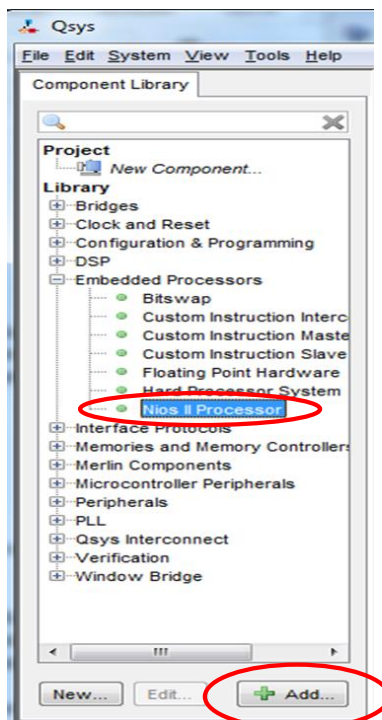 Qsys
File Edit System View Tools Help
Component Library
Project
New Component...
Library
Bridges
Clock and Reset
Configuration & Programming
DSP
Embedded Processors
Bitswap
Custom Instruction Interc
Custom Instruction Maste
Custom Instruction Slave
Floating Point Hardware
Hard Processor System
Nios II Processor
Interface Protocols
Memories and Memory Controllers
Merlin Components
Microcontroller Peripherals
Peripherals
PLL
Qsys Interconnect
Verification
Window Bridge
New... Edit... Add...